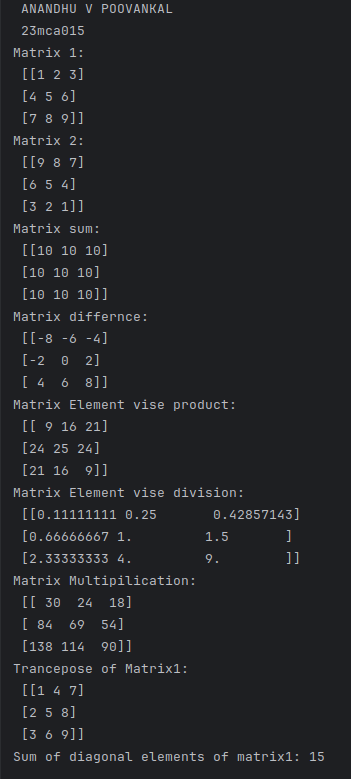 ANANDHU V POOVANKAL
23mca015
Matrix 1:
[[1 2 3]
[4 5 6]
[7 8 9]]
Matrix 2:
[[9 8 7]
[6 5 4]
[3 2 1]]
Matrix sum:
[[10 10 10]
[10 10 10]
[10 10 10]]
Matrix differnce:
[[-8 -6 -4]
[-2  0  2]
[ 4  6  8]]
Matrix Element vise product:
[[ 9 16 21]
[24 25 24]
[21 16  9]]
Matrix Element vise division:
[[0.11111111 0.25       0.42857143]
[0.66666667 1.         1.5       ]
[2.33333333 4.         9.        ]]
Matrix Multipilication:
[[ 30  24  18]
[ 84  69  54]
[138 114  90]]
Trancepose of Matrix1:
[[1 4 7]
[2 5 8]
[3 6 9]]
Sum of diagonal elements of matrix1: 15